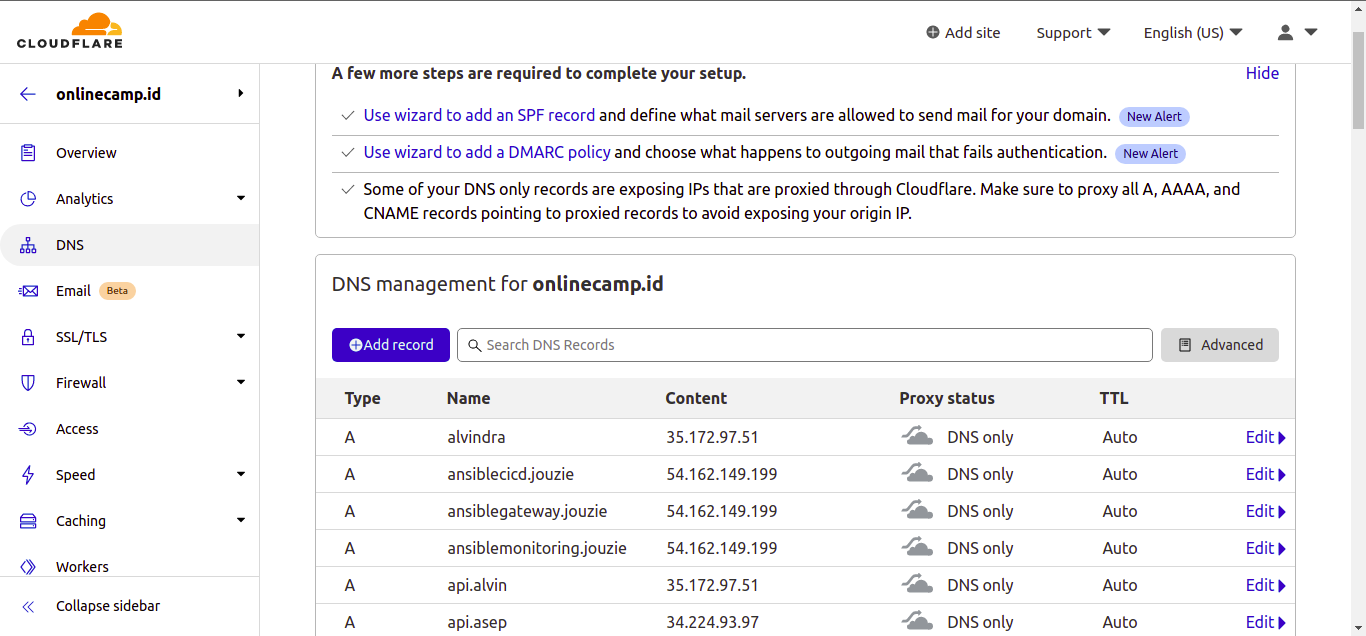 CLOUDFLARE
Add site
Support
English (US)
onlinecamp.id
Overview
Analytics
DNS
Email Beta
SSL/TLS
Firewall
Access
Speed
Caching
Workers
Collapse sidebar
A few more steps are required to complete your setup. Hide
Use wizard to add an SPF record and define what mail servers are allowed to send mail for your domain. New Alert
Use wizard to add a DMARC policy and choose what happens to outgoing mail that fails authentication. New Alert
Some of your DNS only records are exposing IPs that are proxied through Cloudflare. Make sure to proxy all A, AAAA, and
CNAME records pointing to proxied records to avoid exposing your origin IP.
DNS management for onlinecamp.id
Add record Search DNS Records Advanced
Type Name Content Proxy status TTL
A alvindra 35.172.97.51 DNS only Auto Edit
A ansiblecicd.jouzie 54.162.149.199 DNS only Auto Edit
A ansiblegateway.jouzie 54.162.149.199 DNS only Auto Edit
A ansiblemonitoring.jouzie 54.162.149.199 DNS only Auto Edit
A api.alvin 35.172.97.51 DNS only Auto Edit
A api.asep 34.224.93.97 DNS only Auto Edit